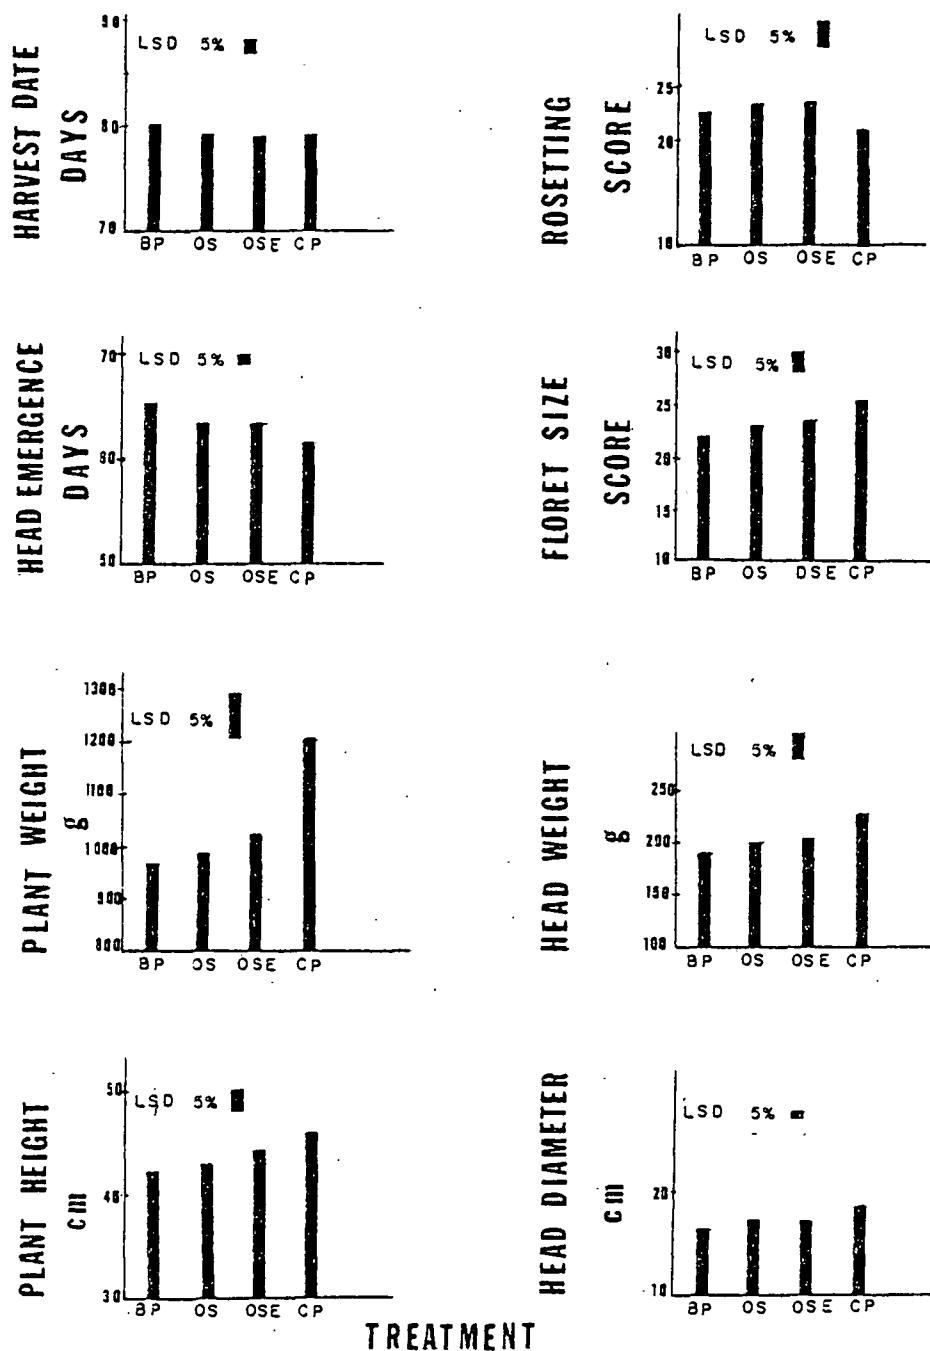 HARVEST DATE
DAYS
90
80
70
LSD 5%
BP OS OSE CP
ROSETTING
SCORE
25
20
10
LSD 5%
BP OS OSE CP
HEAD EMERGENCE
DAYS
70
60
50
LSD 5%
BP OS OSE CP
FLORET SIZE
SCORE
30
25
20
15
10
LSD 5%
BP OS OSE CP
PLANT WEIGHT
g
1300
1200
1100
1000
900
800
LSD 5%
BP OS OSE CP
HEAD WEIGHT
g
250
200
150
100
LSD 5%
BP OS OSE CP
PLANT HEIGHT
cm
50
40
30
LSD 5%
BP OS OSE CP
HEAD DIAMETER
cm
20
10
LSD 5%
BP OS OSE CP
TREATMENT